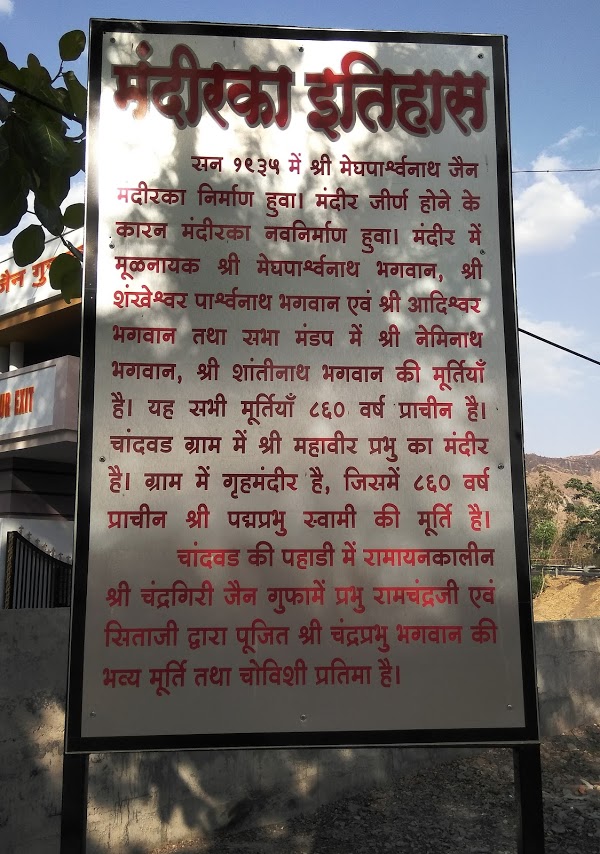 मंदीरका इतिहास
सन १९३५ में श्री मेघपार्श्वनाथ जैन
मंदीरका निर्माण हुवा। मंदीर जीर्ण होने के
कारन मंदीरका नवनिर्माण हुवा। मंदीर में
मूळनायक श्री मेघपार्श्वनाथ भगवान, श्री
शंखेश्वर पार्श्वनाथ भगवान एवं श्री आदिश्वर
भगवान तथा सभा मंडप में श्री नेमिनाथ
भगवान, श्री शांतीनाथ भगवान की मूर्तियाँ
है। यह सभी मूर्तियाँ ८६० वर्ष प्राचीन है।
चांदवड ग्राम में श्री महावीर प्रभु का मंदीर
है। ग्राम में गृहमंदीर है, जिसमें ८६० वर्ष
प्राचीन श्री पद्मप्रभु स्वामी की मूर्ति है।
चांदवड की पहाडी में रामायनकालीन
श्री चंद्रगिरी जैन गुफामें प्रभु रामचंद्रजी एवं
सिताजी द्वारा पूजित श्री चंद्रप्रभु भगवान की
भव्य मूर्ति तथा चोविशी प्रतिमा है।
जैन गु
UR EXIT